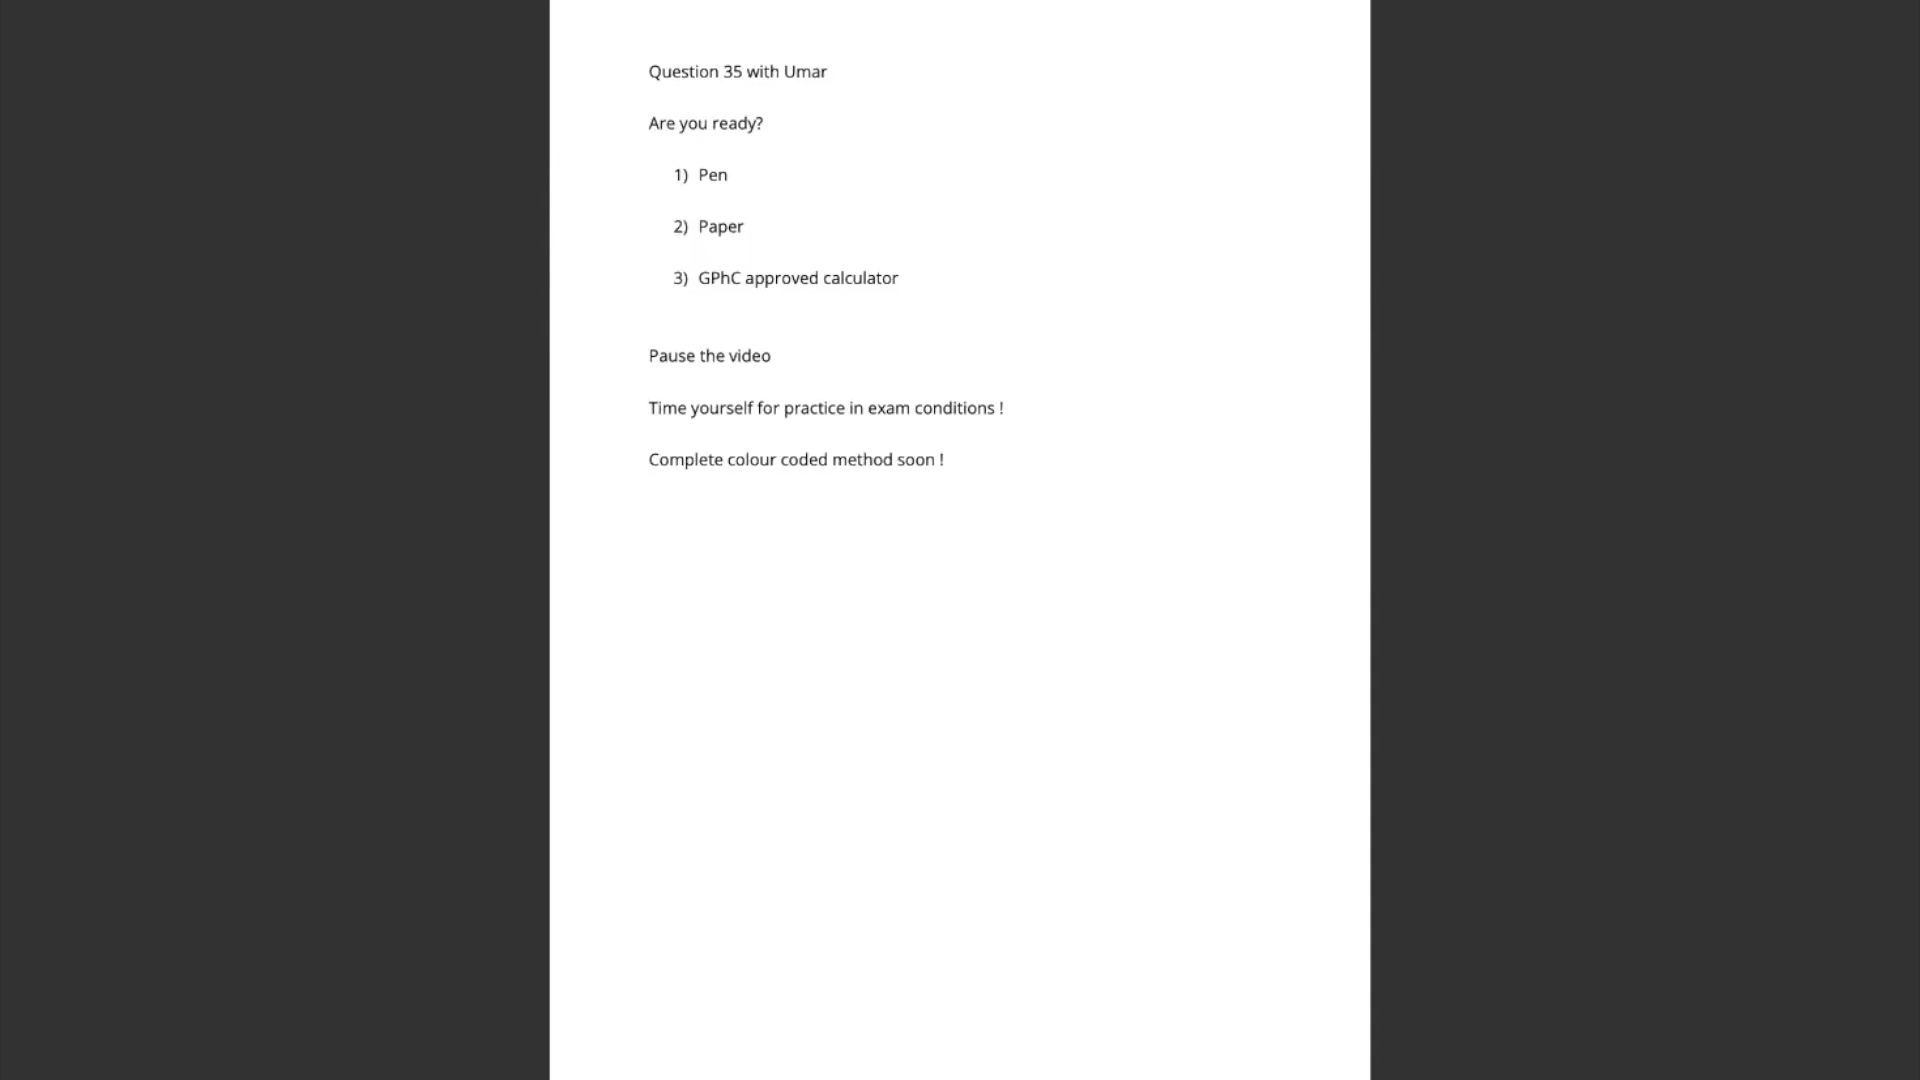 Question 35 with Umar
Are you ready?
1) Pen
2) Paper
3) GPhC approved calculator
Pause the video
Time yourself for practice in exam conditions !
Complete colour coded method soon !